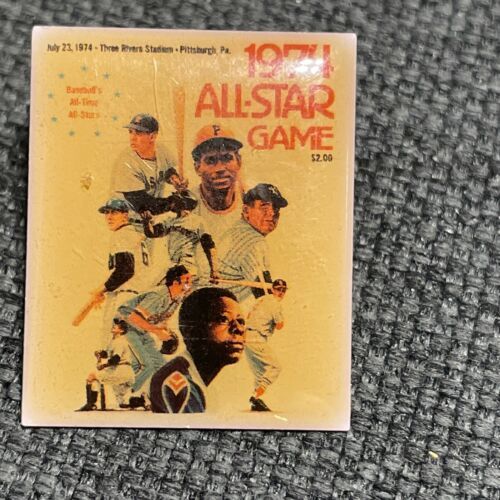 July 23, 1974 • Three Rivers Stadium • Pittsburgh, Pa.
1974
ALL-STAR
GAME
$2.00
Baseball's
All-Time
All-Stars
P
6